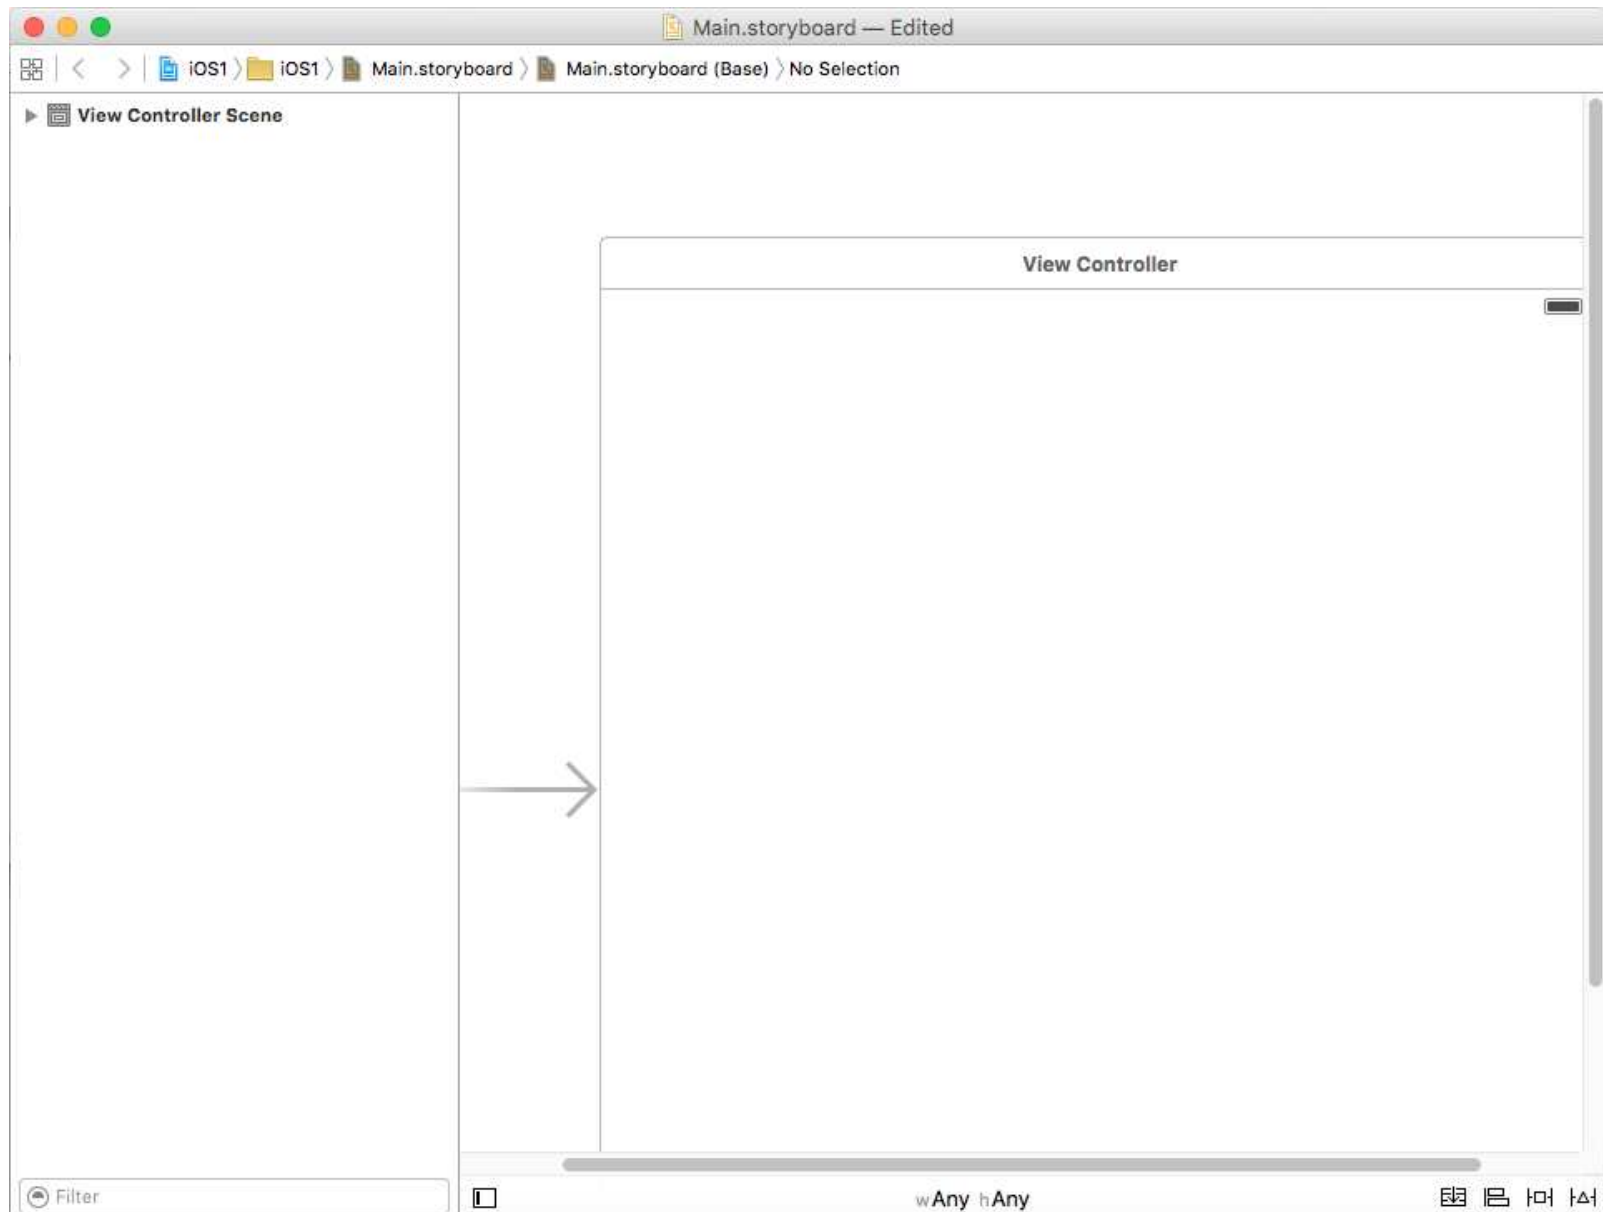 Main.storyboard — Edited
iOS1 iOS1 Main.storyboard Main.storyboard (Base) No Selection
View Controller Scene
View Controller
Filter
wAny hAny